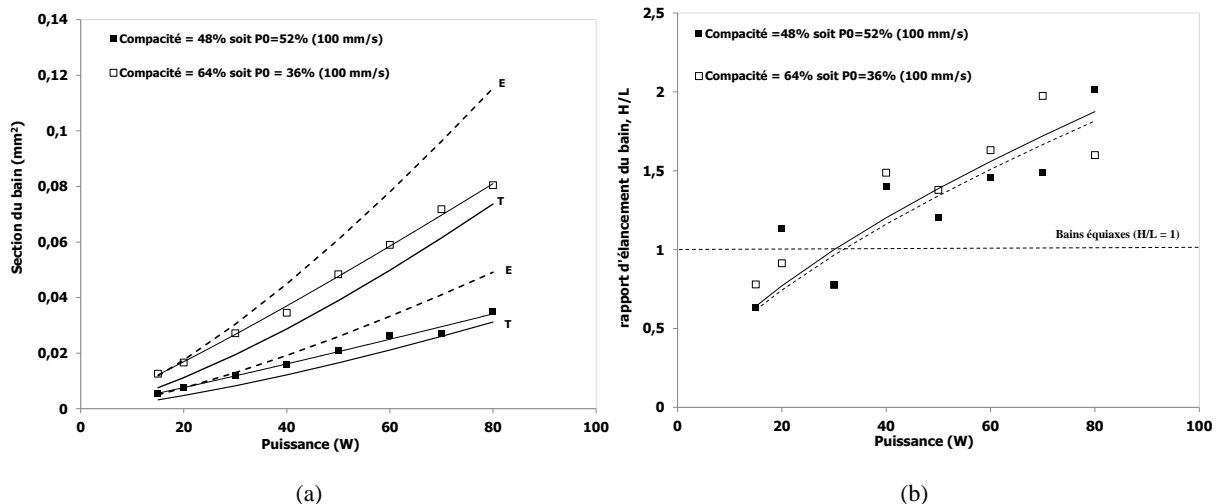 0,14
0,12
0,1
0,08
0,06
0,04
0,02
0
Section du bain (mm²)
Compacité = 48% soit P0=52% (100 mm/s)
Compacité = 64% soit P0 = 36% (100 mm/s)
E
T
E
T
0 20 40 60 80 100
Puissance (W)
(a)
2,5
2
1,5
1
0,5
0
rapport d'élancement du bain, H/L
Compacité =48% soit P0=52% (100 mm/s)
Compacité = 64% soit P0=36% (100 mm/s)
Bains équiaxes (H/L = 1)
0 20 40 60 80 100
Puissance (W)
(b)